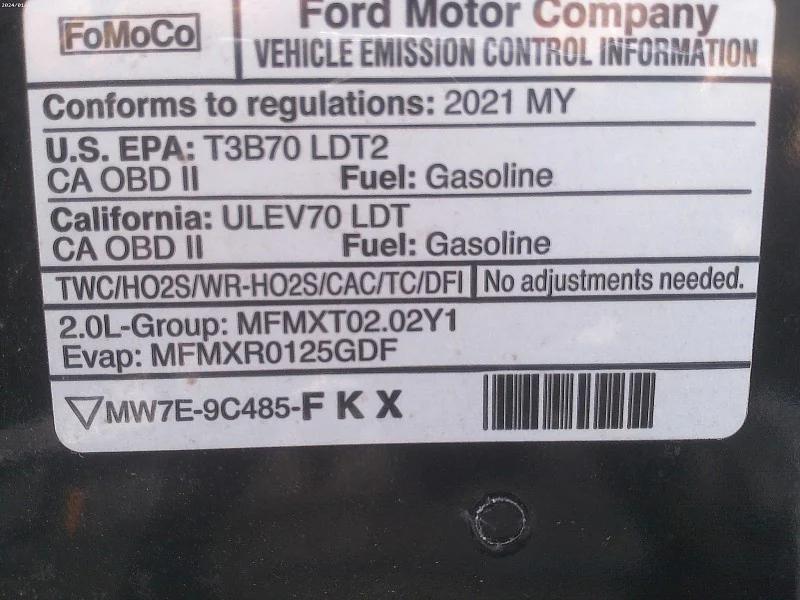 FoMoCo
Ford Motor Company
VEHICLE EMISSION CONTROL INFORMATION
Conforms to regulations: 2021 MY
U.S. EPA: T3B70 LDT2
CA OBD II Fuel: Gasoline
California: ULEV70 LDT
CA OBD II Fuel: Gasoline
TWC/HO2S/WR-HO2S/CAC/TC/DFI No adjustments needed.
2.0L-Group: MFMXT02.02Y1
Evap: MFMXR0125GDF
MW7E-9C485-F K X